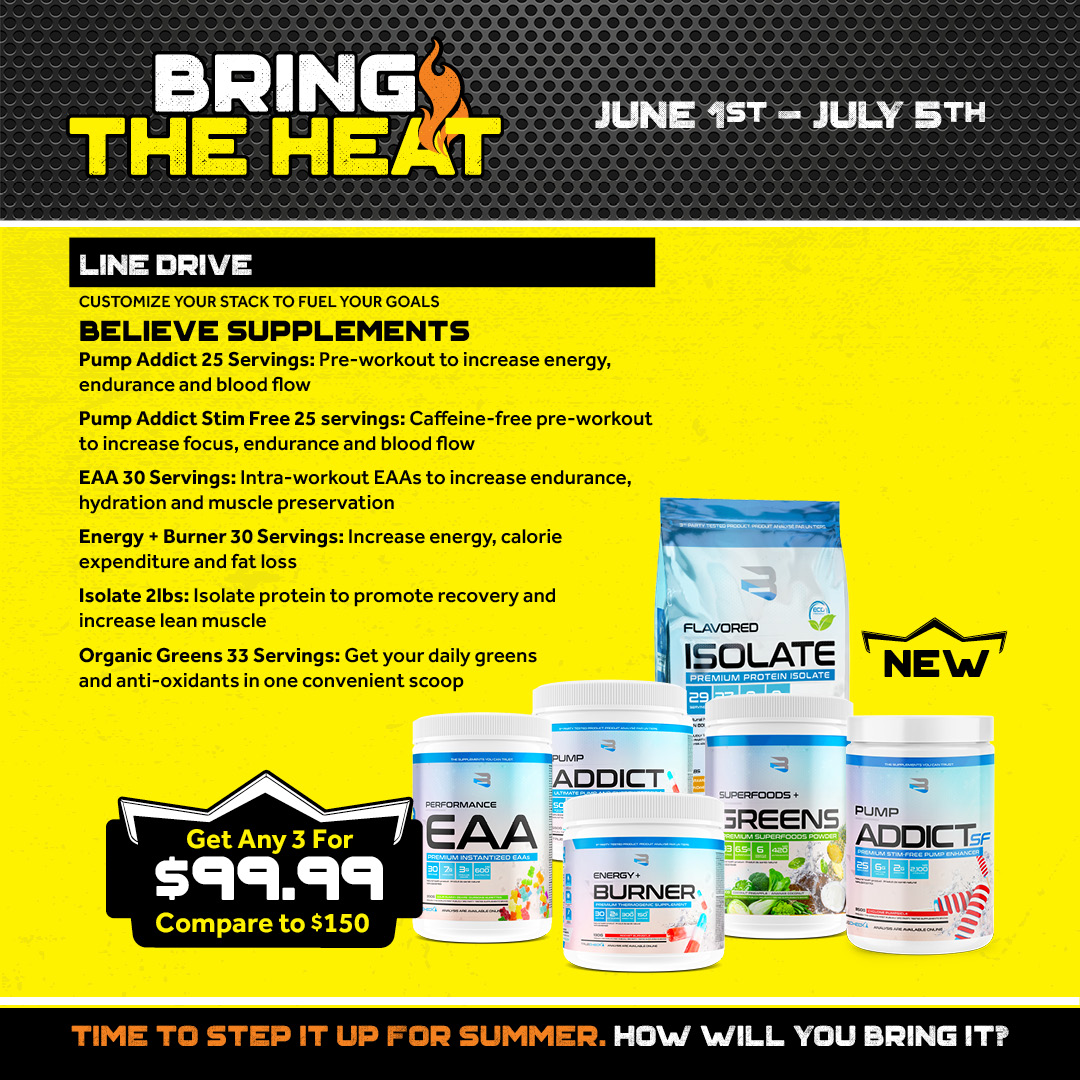 BRING
THE HEAT
JUNE 1ST – JULY 5TH
LINE DRIVE
CUSTOMIZE YOUR STACK TO FUEL YOUR GOALS
BELIEVE SUPPLEMENTS
Pump Addict 25 Servings: Pre-workout to increase energy,
endurance and blood flow
Pump Addict Stim Free 25 servings: Caffeine-free pre-workout
to increase focus, endurance and blood flow
EAA 30 Servings: Intra-workout EAAs to increase endurance,
hydration and muscle preservation
Energy + Burner 30 Servings: Increase energy, calorie
expenditure and fat loss
Isolate 2lbs: Isolate protein to promote recovery and
increase lean muscle
Organic Greens 33 Servings: Get your daily greens
and anti-oxidants in one convenient scoop
FLAVORED
ISOLATE
PREMIUM PROTEIN ISOLATE
NEW
PERFORMANCE
EAA
PREMIUM INSTANTIZED EAAs
PUMP
ADDICT
ENERGY +
BURNER
PREMIUM THERMOGENIC SUPPLEMENT
SUPERFOODS +
GREENS
PREMIUM SUPERFOODS POWDER
PUMP
ADDICT SF
PREMIUM STIM-FREE PUMP ENHANCER
Get Any 3 For
$99.99
Compare to $150
TIME TO STEP IT UP FOR SUMMER. HOW WILL YOU BRING IT?